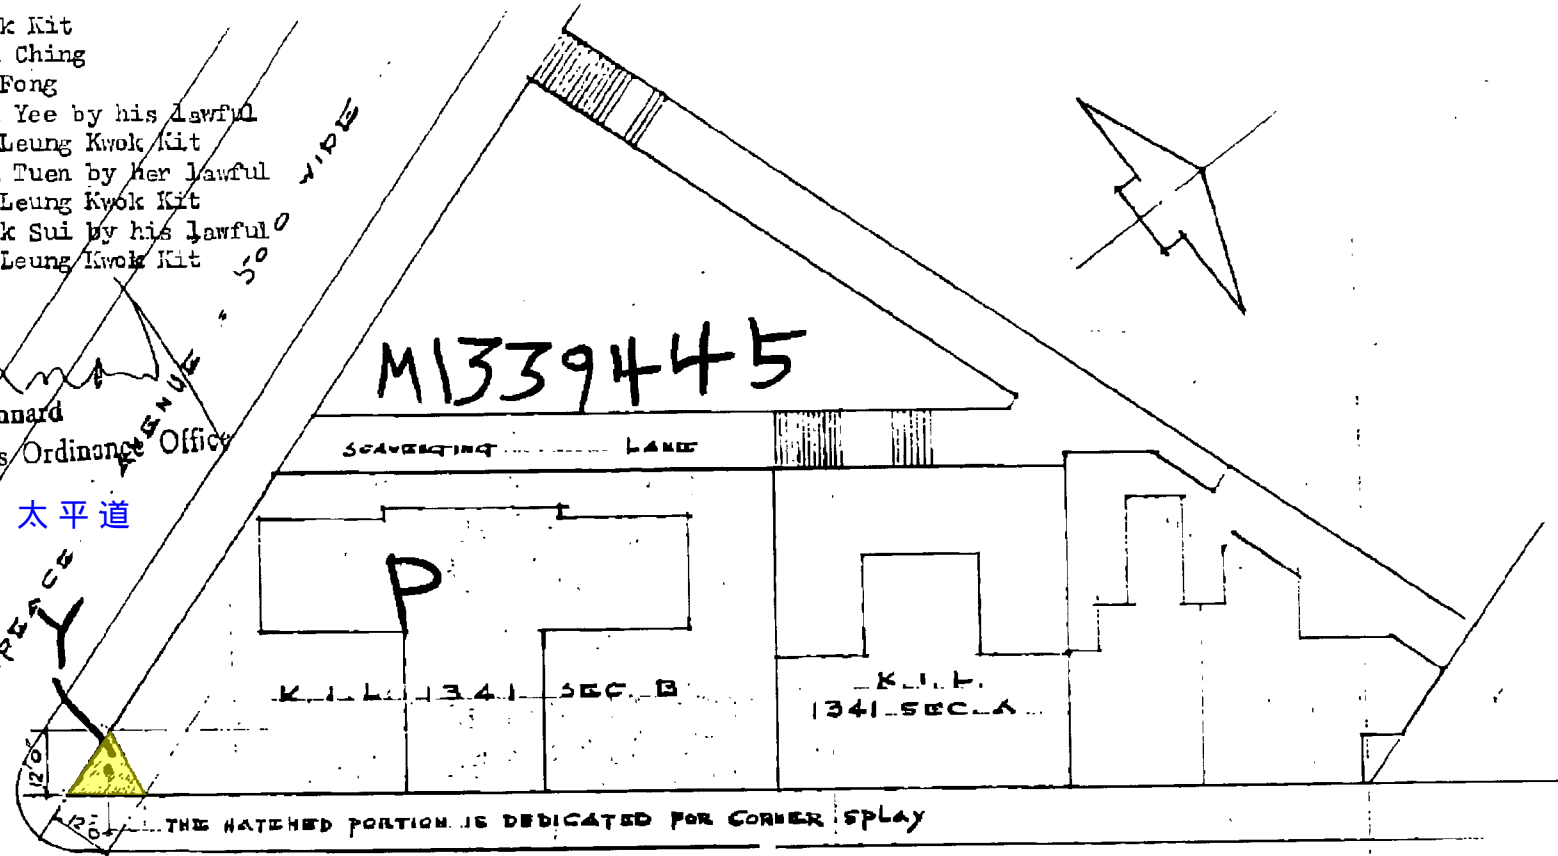 k Kit
Ching
Fong
Yee by his lawful
Leung Kwok Kit
Tuen by her lawful
Leung Kwok Kit
k Sui by his lawful
Leung Kwok Kit
nnard
s Ordinance Office
太平道
PEACE AVENUE 50'0" WIDE
M1339445
SCAVENGING LANE
P
Y
K.I.L. 1341 SEC. B
K.I.L.
1341 SEC. A
12'0"
12'0"
THE HATCHED PORTION IS DEDICATED FOR CORNER SPLAY